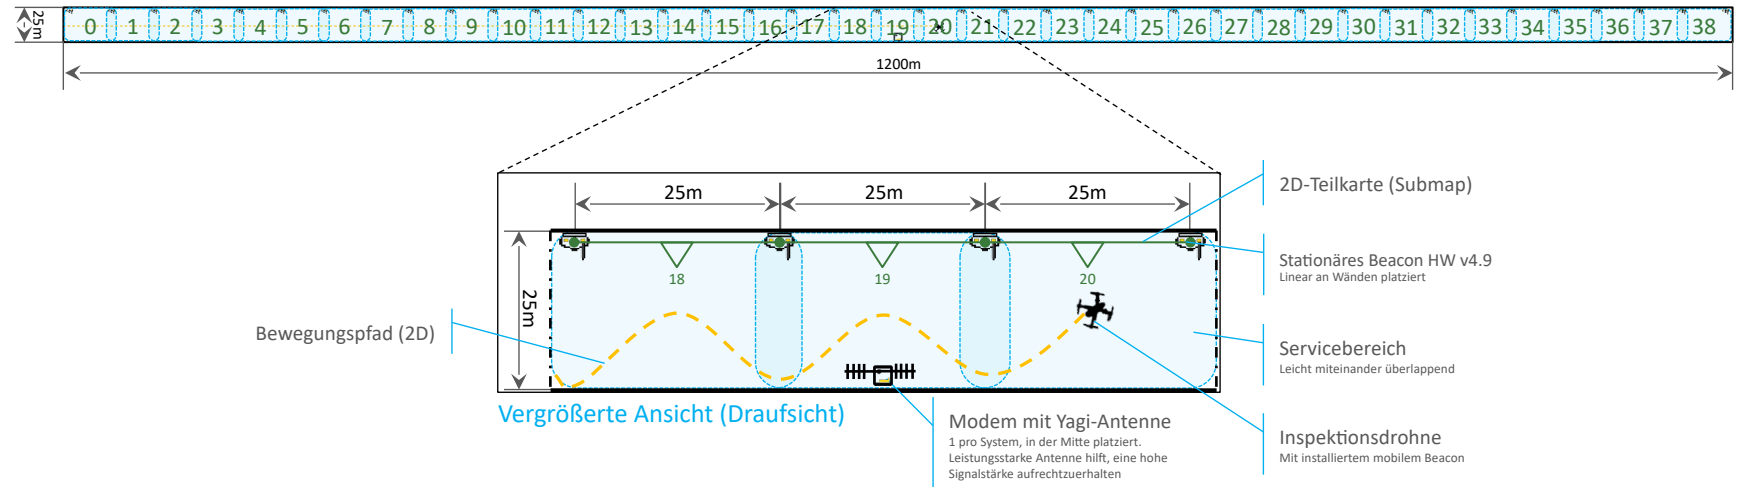 25m
0 1 2 3 4 5 6 7 8 9 10 11 12 13 14 15 16 17 18 19 20 21 22 23 24 25 26 27 28 29 30 31 32 33 34 35 36 37 38
1200m
25m 25m 25m
2D-Teilkarte (Submap)
Stationäres Beacon HW v4.9
Linear an Wänden platziert
18 19 20
25m
Bewegungspfad (2D)
Servicebereich
Leicht miteinander überlappend
Vergrößerte Ansicht (Draufsicht)
Modem mit Yagi-Antenne
1 pro System, in der Mitte platziert.
Leistungsstarke Antenne hilft, eine hohe
Signalstärke aufrechtzuerhalten
Inspektionsdrohne
Mit installiertem mobilem Beacon